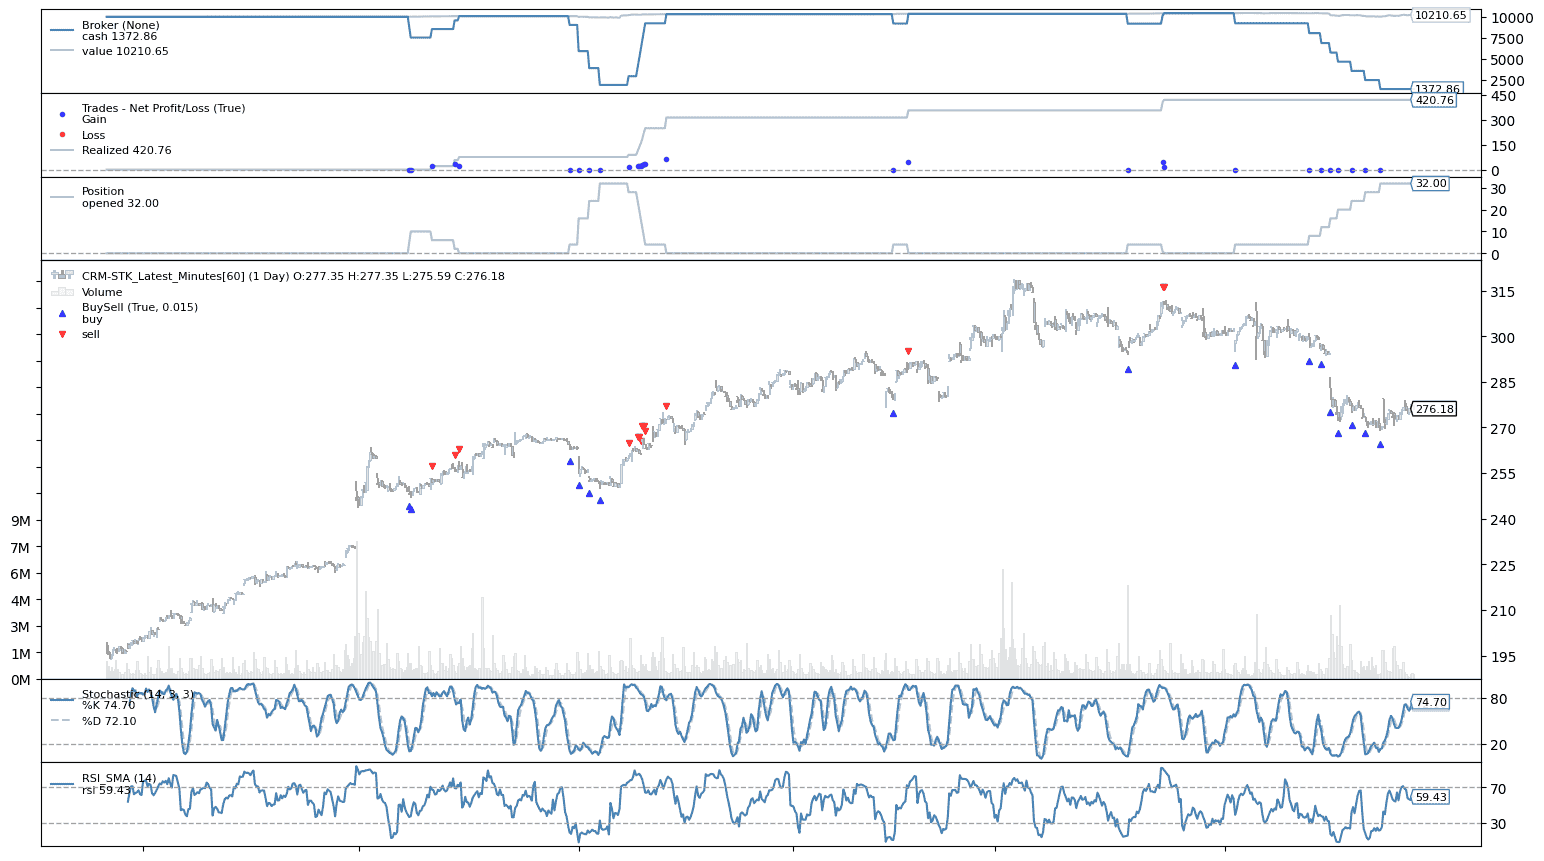 Broker (None)
cash 1372.86
value 10210.65
10210.65
10000
7500
5000
2500
1372.86
Trades - Net Profit/Loss (True)
Gain
Loss
Realized 420.76
450
420.76
300
150
0
Position
opened 32.00
32.00
30
20
10
0
CRM-STK_Latest_Minutes[60] (1 Day) O:277.35 H:277.35 L:275.59 C:276.18
Volume
BuySell (True, 0.015)
buy
sell
315
300
285
276.18
270
255
240
225
210
195
9M
7M
6M
4M
3M
1M
0M
Stochastic (14, 3, 3)
%K 74.70
%D 72.10
80
74.70
20
RSI_SMA (14)
rsi 59.43
70
59.43
30